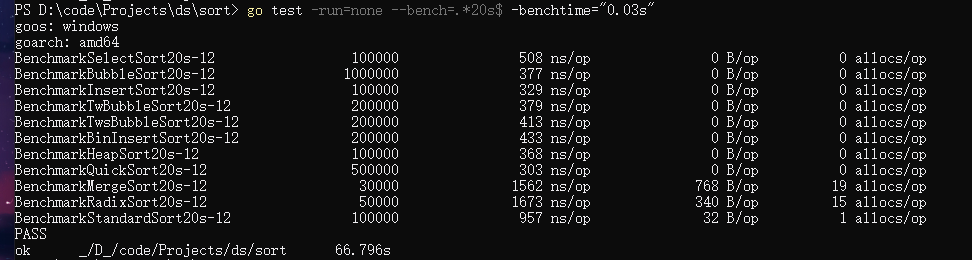 PS D:\code\Projects\ds\sort> go test -run=none --bench=.*20s$ -benchtime="0.03s"
goos: windows
goarch: amd64
BenchmarkSelectSort20s-12 100000 508 ns/op 0 B/op 0 allocs/op
BenchmarkBubbleSort20s-12 1000000 377 ns/op 0 B/op 0 allocs/op
BenchmarkInsertSort20s-12 100000 329 ns/op 0 B/op 0 allocs/op
BenchmarkTwBubbleSort20s-12 200000 379 ns/op 0 B/op 0 allocs/op
BenchmarkTwsBubbleSort20s-12 200000 413 ns/op 0 B/op 0 allocs/op
BenchmarkBinInsertSort20s-12 200000 433 ns/op 0 B/op 0 allocs/op
BenchmarkHeapSort20s-12 100000 368 ns/op 0 B/op 0 allocs/op
BenchmarkQuickSort20s-12 500000 303 ns/op 0 B/op 0 allocs/op
BenchmarkMergeSort20s-12 30000 1562 ns/op 768 B/op 19 allocs/op
BenchmarkRadixSort20s-12 50000 1673 ns/op 340 B/op 15 allocs/op
BenchmarkStandardSort20s-12 100000 957 ns/op 32 B/op 1 allocs/op
PASS
ok _/D_/code/Projects/ds/sort 66.796s